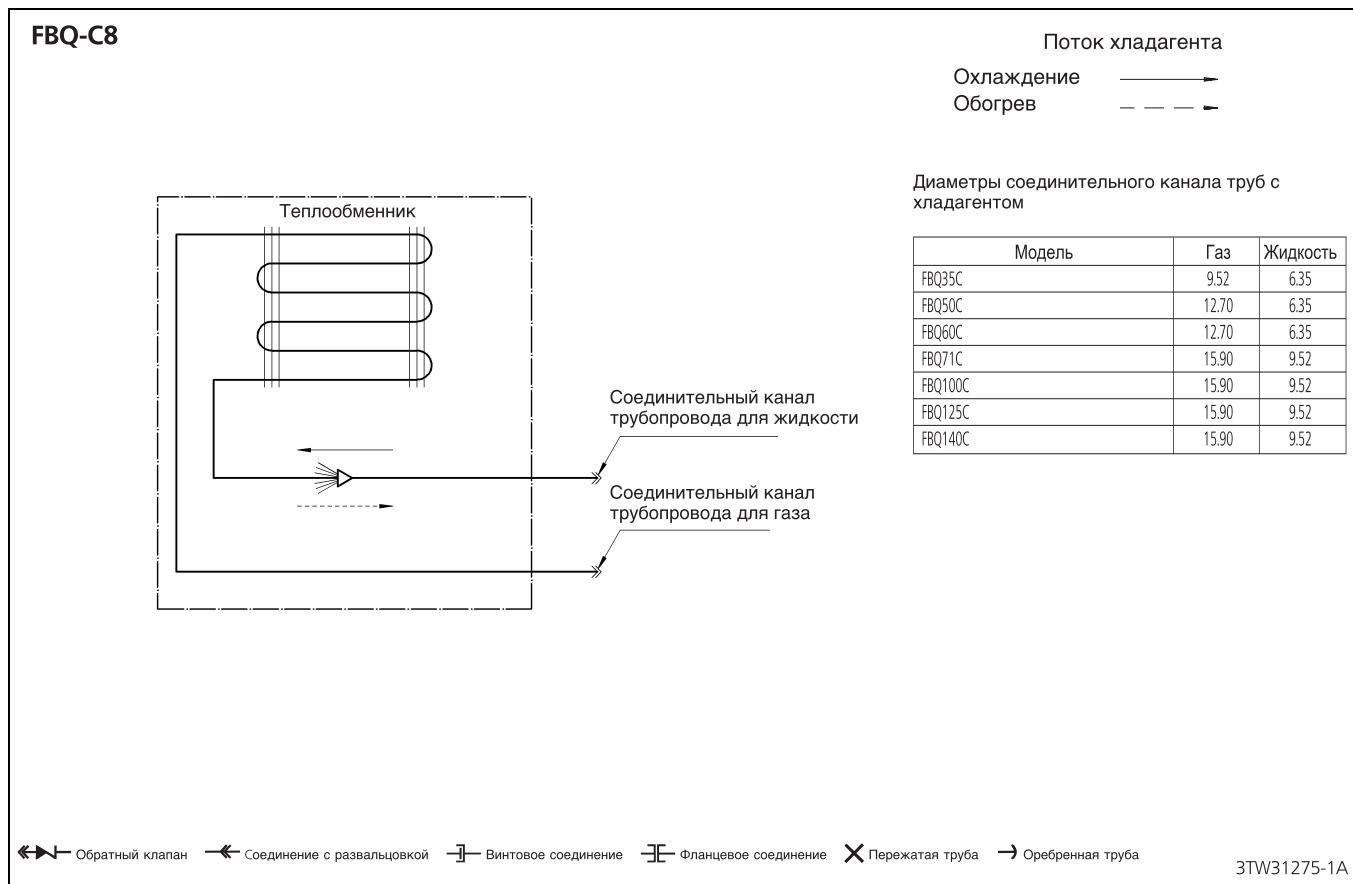 FBQ-C8
Поток хладагента
Охлаждение
Обогрев
Диаметры соединительного канала труб с
хладагентом
Модель Газ Жидкость
FBQ35C 9.52 6.35
FBQ50C 12.70 6.35
FBQ60C 12.70 6.35
FBQ71C 15.90 9.52
FBQ100C 15.90 9.52
FBQ125C 15.90 9.52
FBQ140C 15.90 9.52
Теплообменник
Соединительный канал
трубопровода для жидкости
Соединительный канал
трубопровода для газа
Обратный клапан Соединение с развальцовкой Винтовое соединение Фланцевое соединение Пережатая труба Оребренная труба
3TW31275-1A